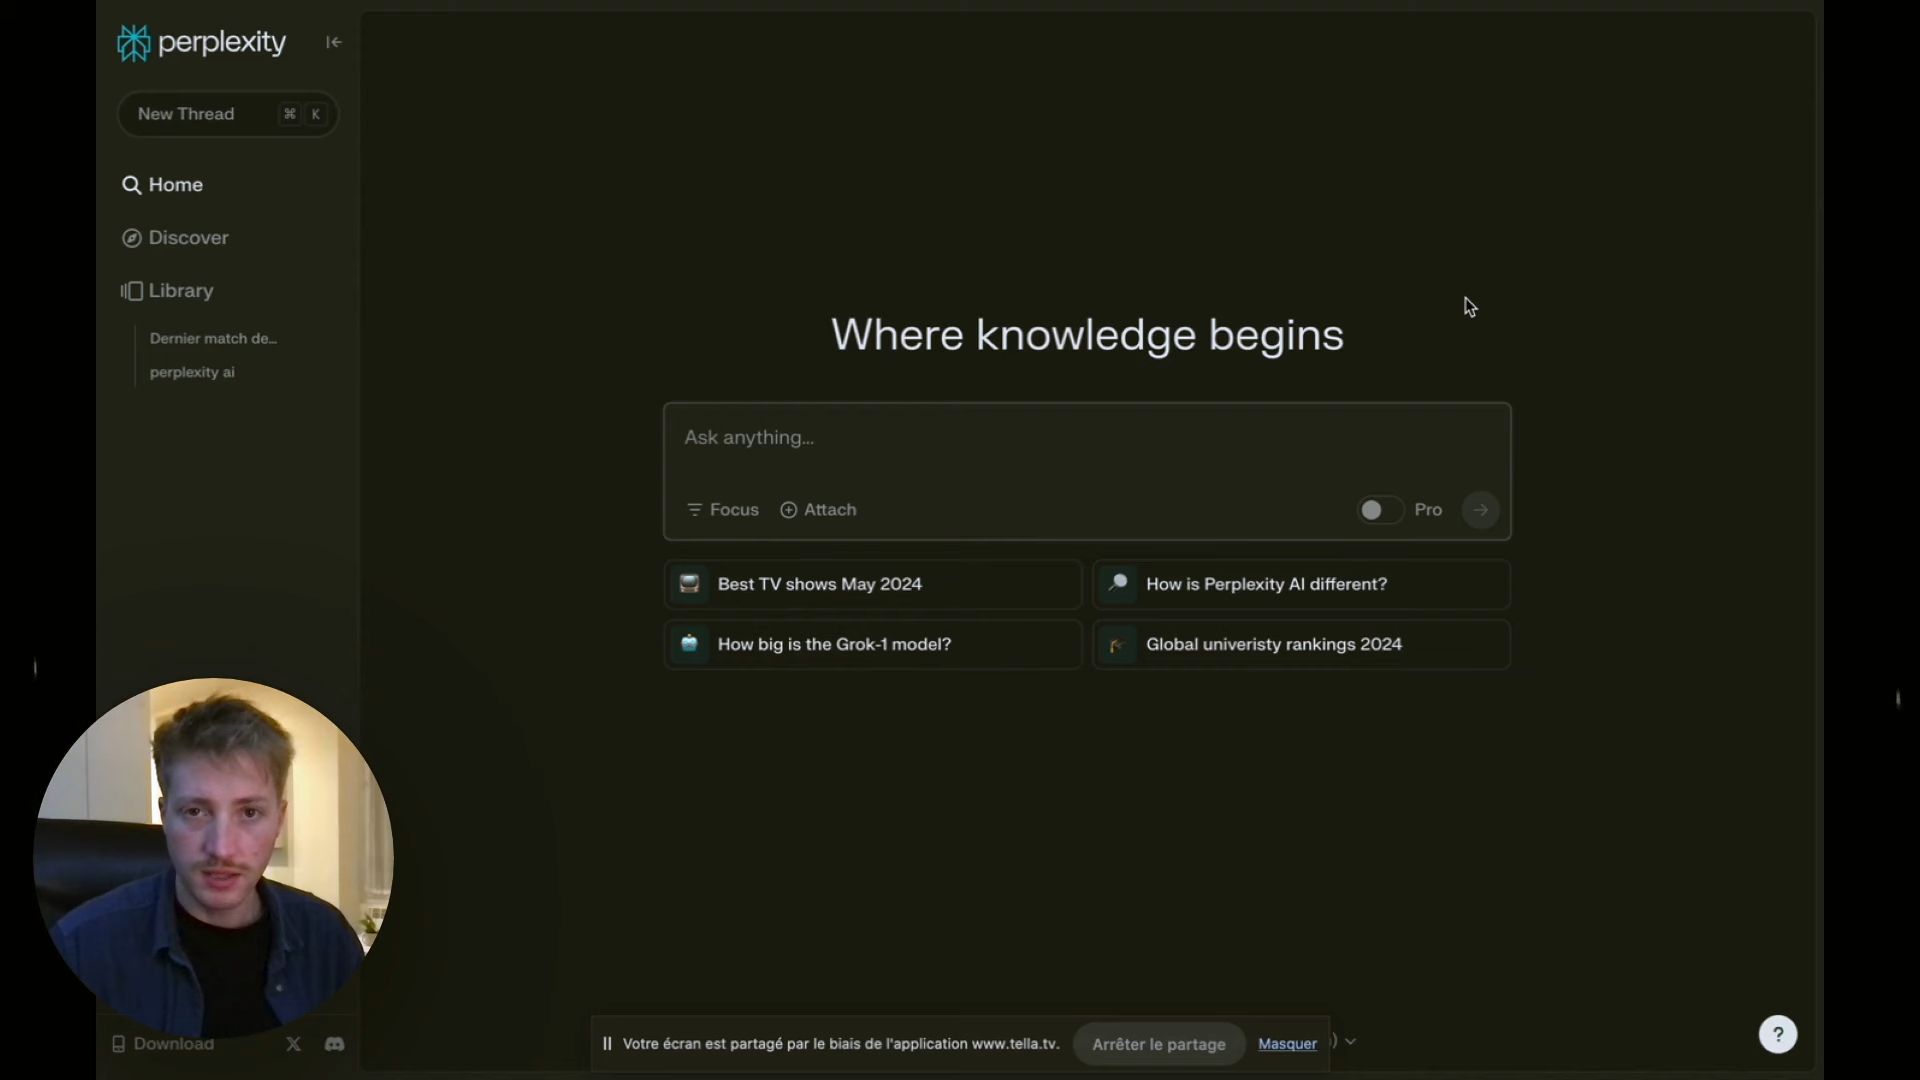 perplexity
New Thread ⌘ K
Home
Discover
Library
Dernier match de...
perplexity ai
Where knowledge begins
Ask anything...
Focus Attach Pro
Best TV shows May 2024
How is Perplexity AI different?
How big is the Grok-1 model?
Global univeristy rankings 2024
Download
Votre écran est partagé par le biais de l'application www.tella.tv. Arrêter le partage Masquer
?